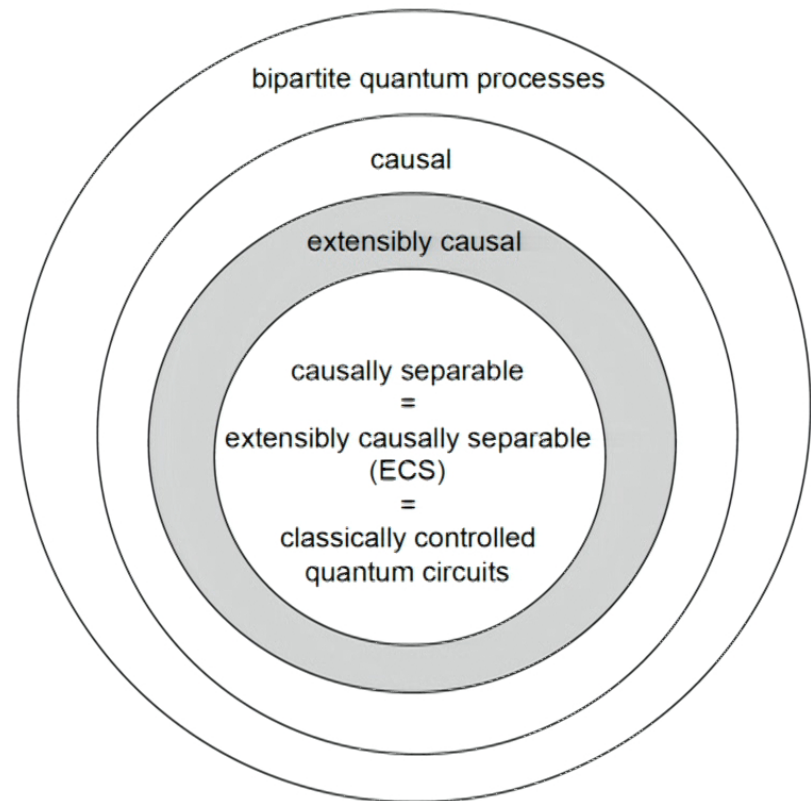 bipartite quantum processes
causal
extensibly causal
causally separable
=
extensibly causally separable
(ECS)
=
classically controlled
quantum circuits